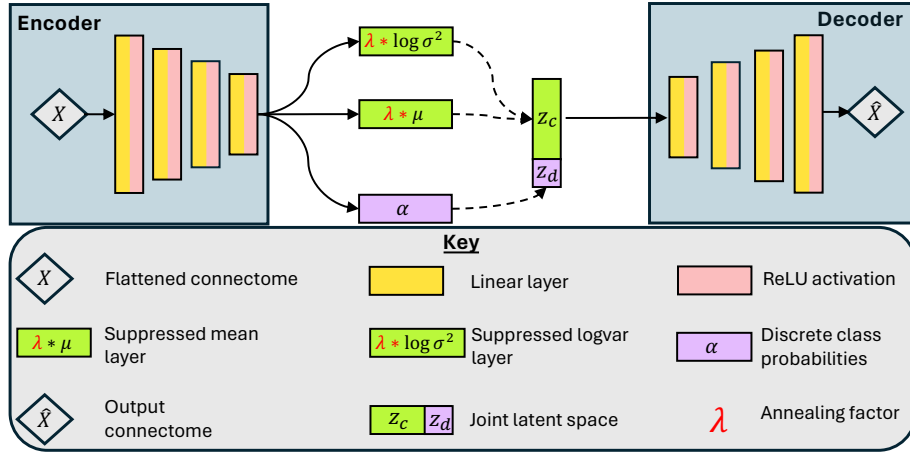 Encoder
Decoder
X
λ * log σ²
λ * μ
α
z_c
z_d
X̂
Key
X
Flattened connectome
Linear layer
ReLU activation
λ * μ
Suppressed mean
layer
λ * log σ²
Suppressed logvar
layer
α
Discrete class
probabilities
X̂
Output
connectome
z_c
z_d
Joint latent space
λ
Annealing factor